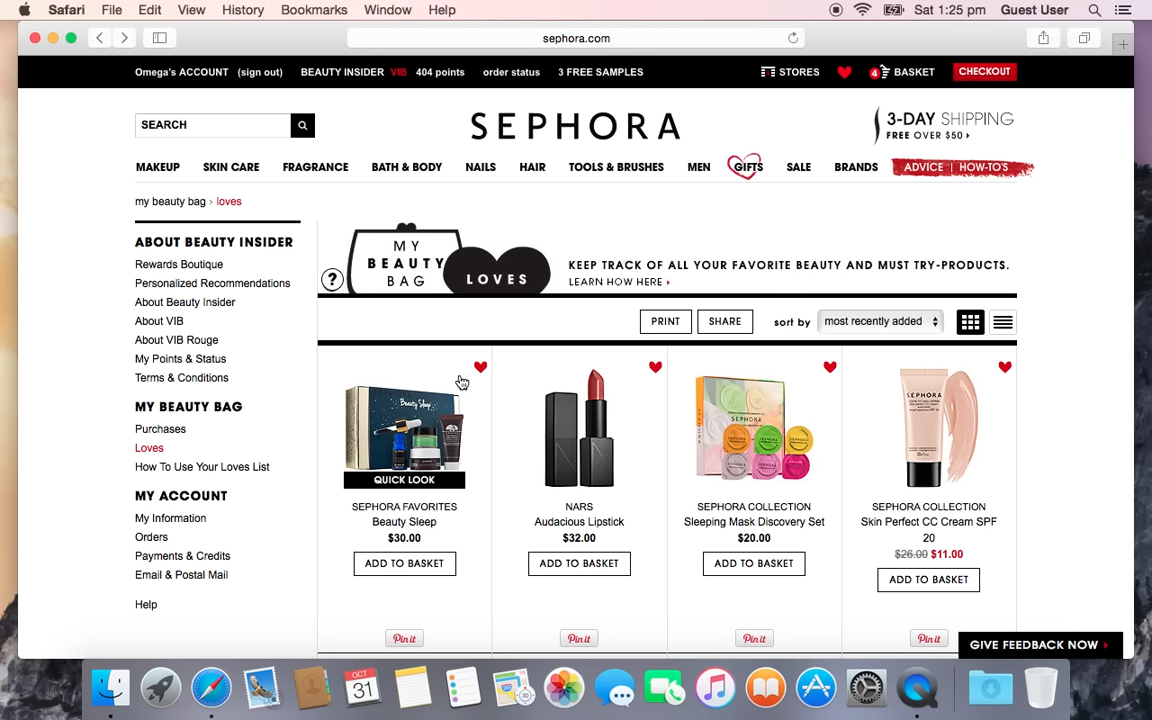 Safari File Edit View History Bookmarks Window Help Sat 1:25 pm Guest User
sephora.com
Omega's ACCOUNT (sign out) BEAUTY INSIDER VIB 404 points order status 3 FREE SAMPLES STORES 4 BASKET CHECKOUT
SEARCH
SEPHORA
3-DAY SHIPPING
FREE OVER $50
MAKEUP SKIN CARE FRAGRANCE BATH & BODY NAILS HAIR TOOLS & BRUSHES MEN GIFTS SALE BRANDS ADVICE | HOW-TO'S
my beauty bag › loves
ABOUT BEAUTY INSIDER
Rewards Boutique
Personalized Recommendations
About Beauty Insider
About VIB
About VIB Rouge
My Points & Status
Terms & Conditions
MY BEAUTY BAG
Purchases
Loves
How To Use Your Loves List
MY ACCOUNT
My Information
Orders
Payments & Credits
Email & Postal Mail
Help
?
MY
BEAUTY
BAG
LOVES
KEEP TRACK OF ALL YOUR FAVORITE BEAUTY AND MUST TRY-PRODUCTS.
LEARN HOW HERE
PRINT SHARE sort by most recently added
Beauty Sleep
QUICK LOOK
SEPHORA FAVORITES
Beauty Sleep
$30.00
ADD TO BASKET
Pin it
NARS
Audacious Lipstick
$32.00
ADD TO BASKET
Pin it
SEPHORA
SEPHORA COLLECTION
Sleeping Mask Discovery Set
$20.00
ADD TO BASKET
Pin it
SEPHORA
SEPHORA COLLECTION
Skin Perfect CC Cream SPF
20
$26.00 $11.00
ADD TO BASKET
Pin it
GIVE FEEDBACK NOW
OCT
31